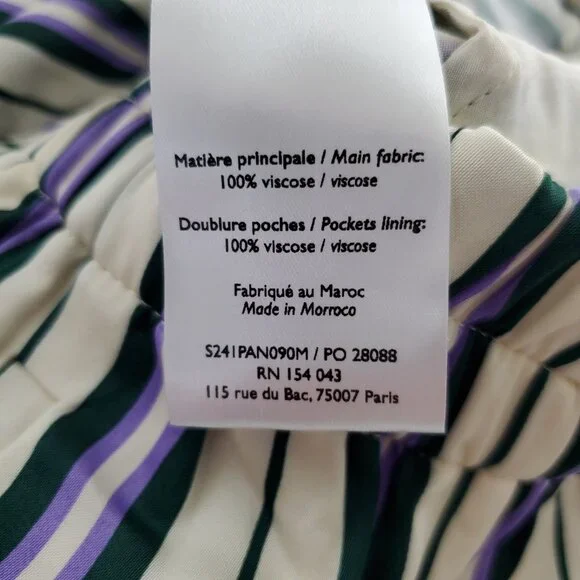 Matière principale / Main fabric:
100% viscose / viscose
Doublure poches / Pockets lining:
100% viscose / viscose
Fabriqué au Maroc
Made in Morroco
S241PAN090M / PO 28088
RN 154 043
115 rue du Bac, 75007 Paris